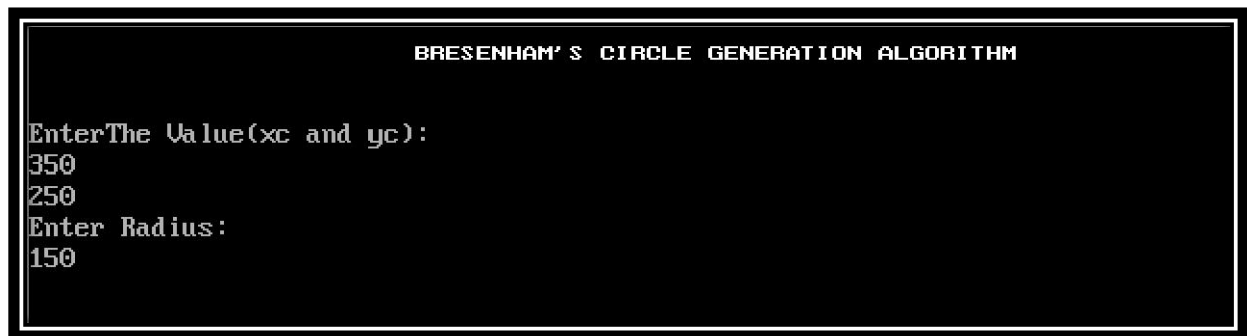 BRESENHAM'S CIRCLE GENERATION ALGORITHM
EnterThe Value(xc and yc):
350
250
Enter Radius:
150